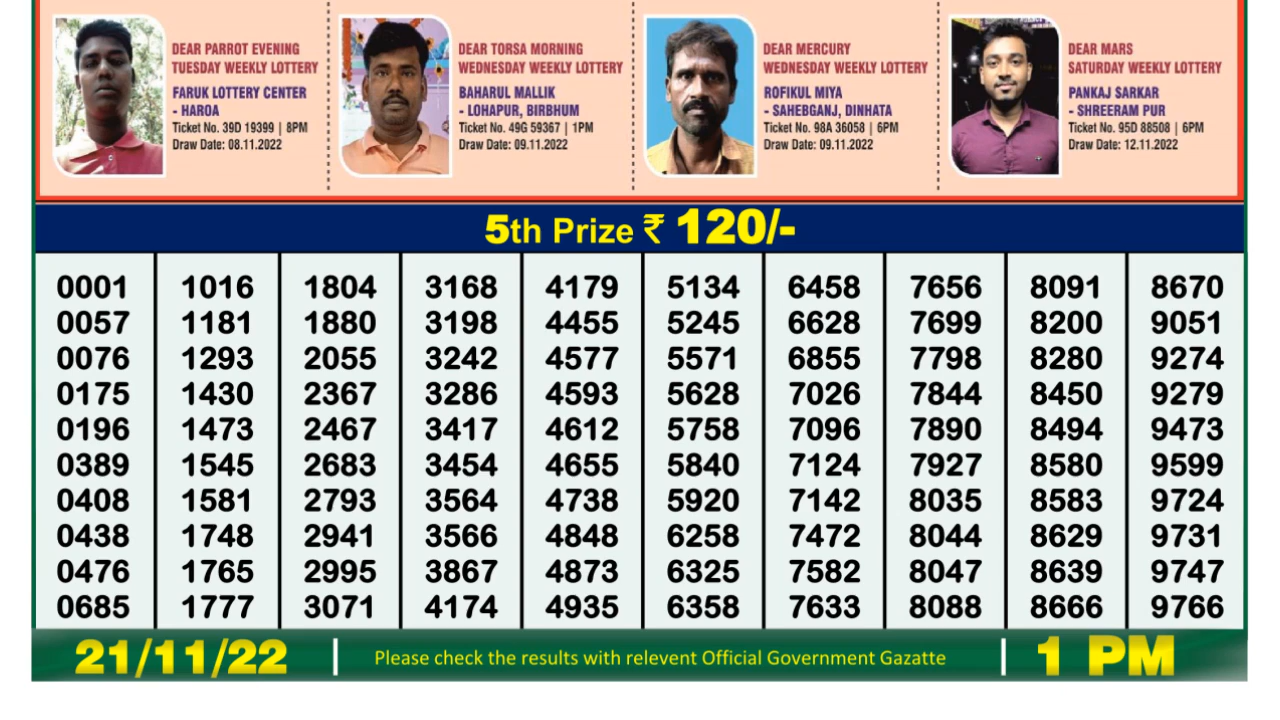 DEAR PARROT EVENING
TUESDAY WEEKLY LOTTERY
FARUK LOTTERY CENTER
- HAROA
Ticket No. 39D 19399 | 8PM
Draw Date: 08.11.2022
DEAR TORSA MORNING
WEDNESDAY WEEKLY LOTTERY
BAHARUL MALLIK
- LOHAPUR, BIRBHUM
Ticket No. 49G 59367 | 1PM
Draw Date: 09.11.2022
DEAR MERCURY
WEDNESDAY WEEKLY LOTTERY
ROFIKUL MIYA
- SAHEBGANJ, DINHATA
Ticket No. 98A 36058 | 6PM
Draw Date: 09.11.2022
DEAR MARS
SATURDAY WEEKLY LOTTERY
PANKAJ SARKAR
- SHREERAM PUR
Ticket No. 95D 88508 | 6PM
Draw Date: 12.11.2022
5th Prize ₹ 120/-
0001 1016 1804 3168 4179 5134 6458 7656 8091 8670
0057 1181 1880 3198 4455 5245 6628 7699 8200 9051
0076 1293 2055 3242 4577 5571 6855 7798 8280 9274
0175 1430 2367 3286 4593 5628 7026 7844 8450 9279
0196 1473 2467 3417 4612 5758 7096 7890 8494 9473
0389 1545 2683 3454 4655 5840 7124 7927 8580 9599
0408 1581 2793 3564 4738 5920 7142 8035 8583 9724
0438 1748 2941 3566 4848 6258 7472 8044 8629 9731
0476 1765 2995 3867 4873 6325 7582 8047 8639 9747
0685 1777 3071 4174 4935 6358 7633 8088 8666 9766
21/11/22 | Please check the results with relevent Official Government Gazatte | 1 PM